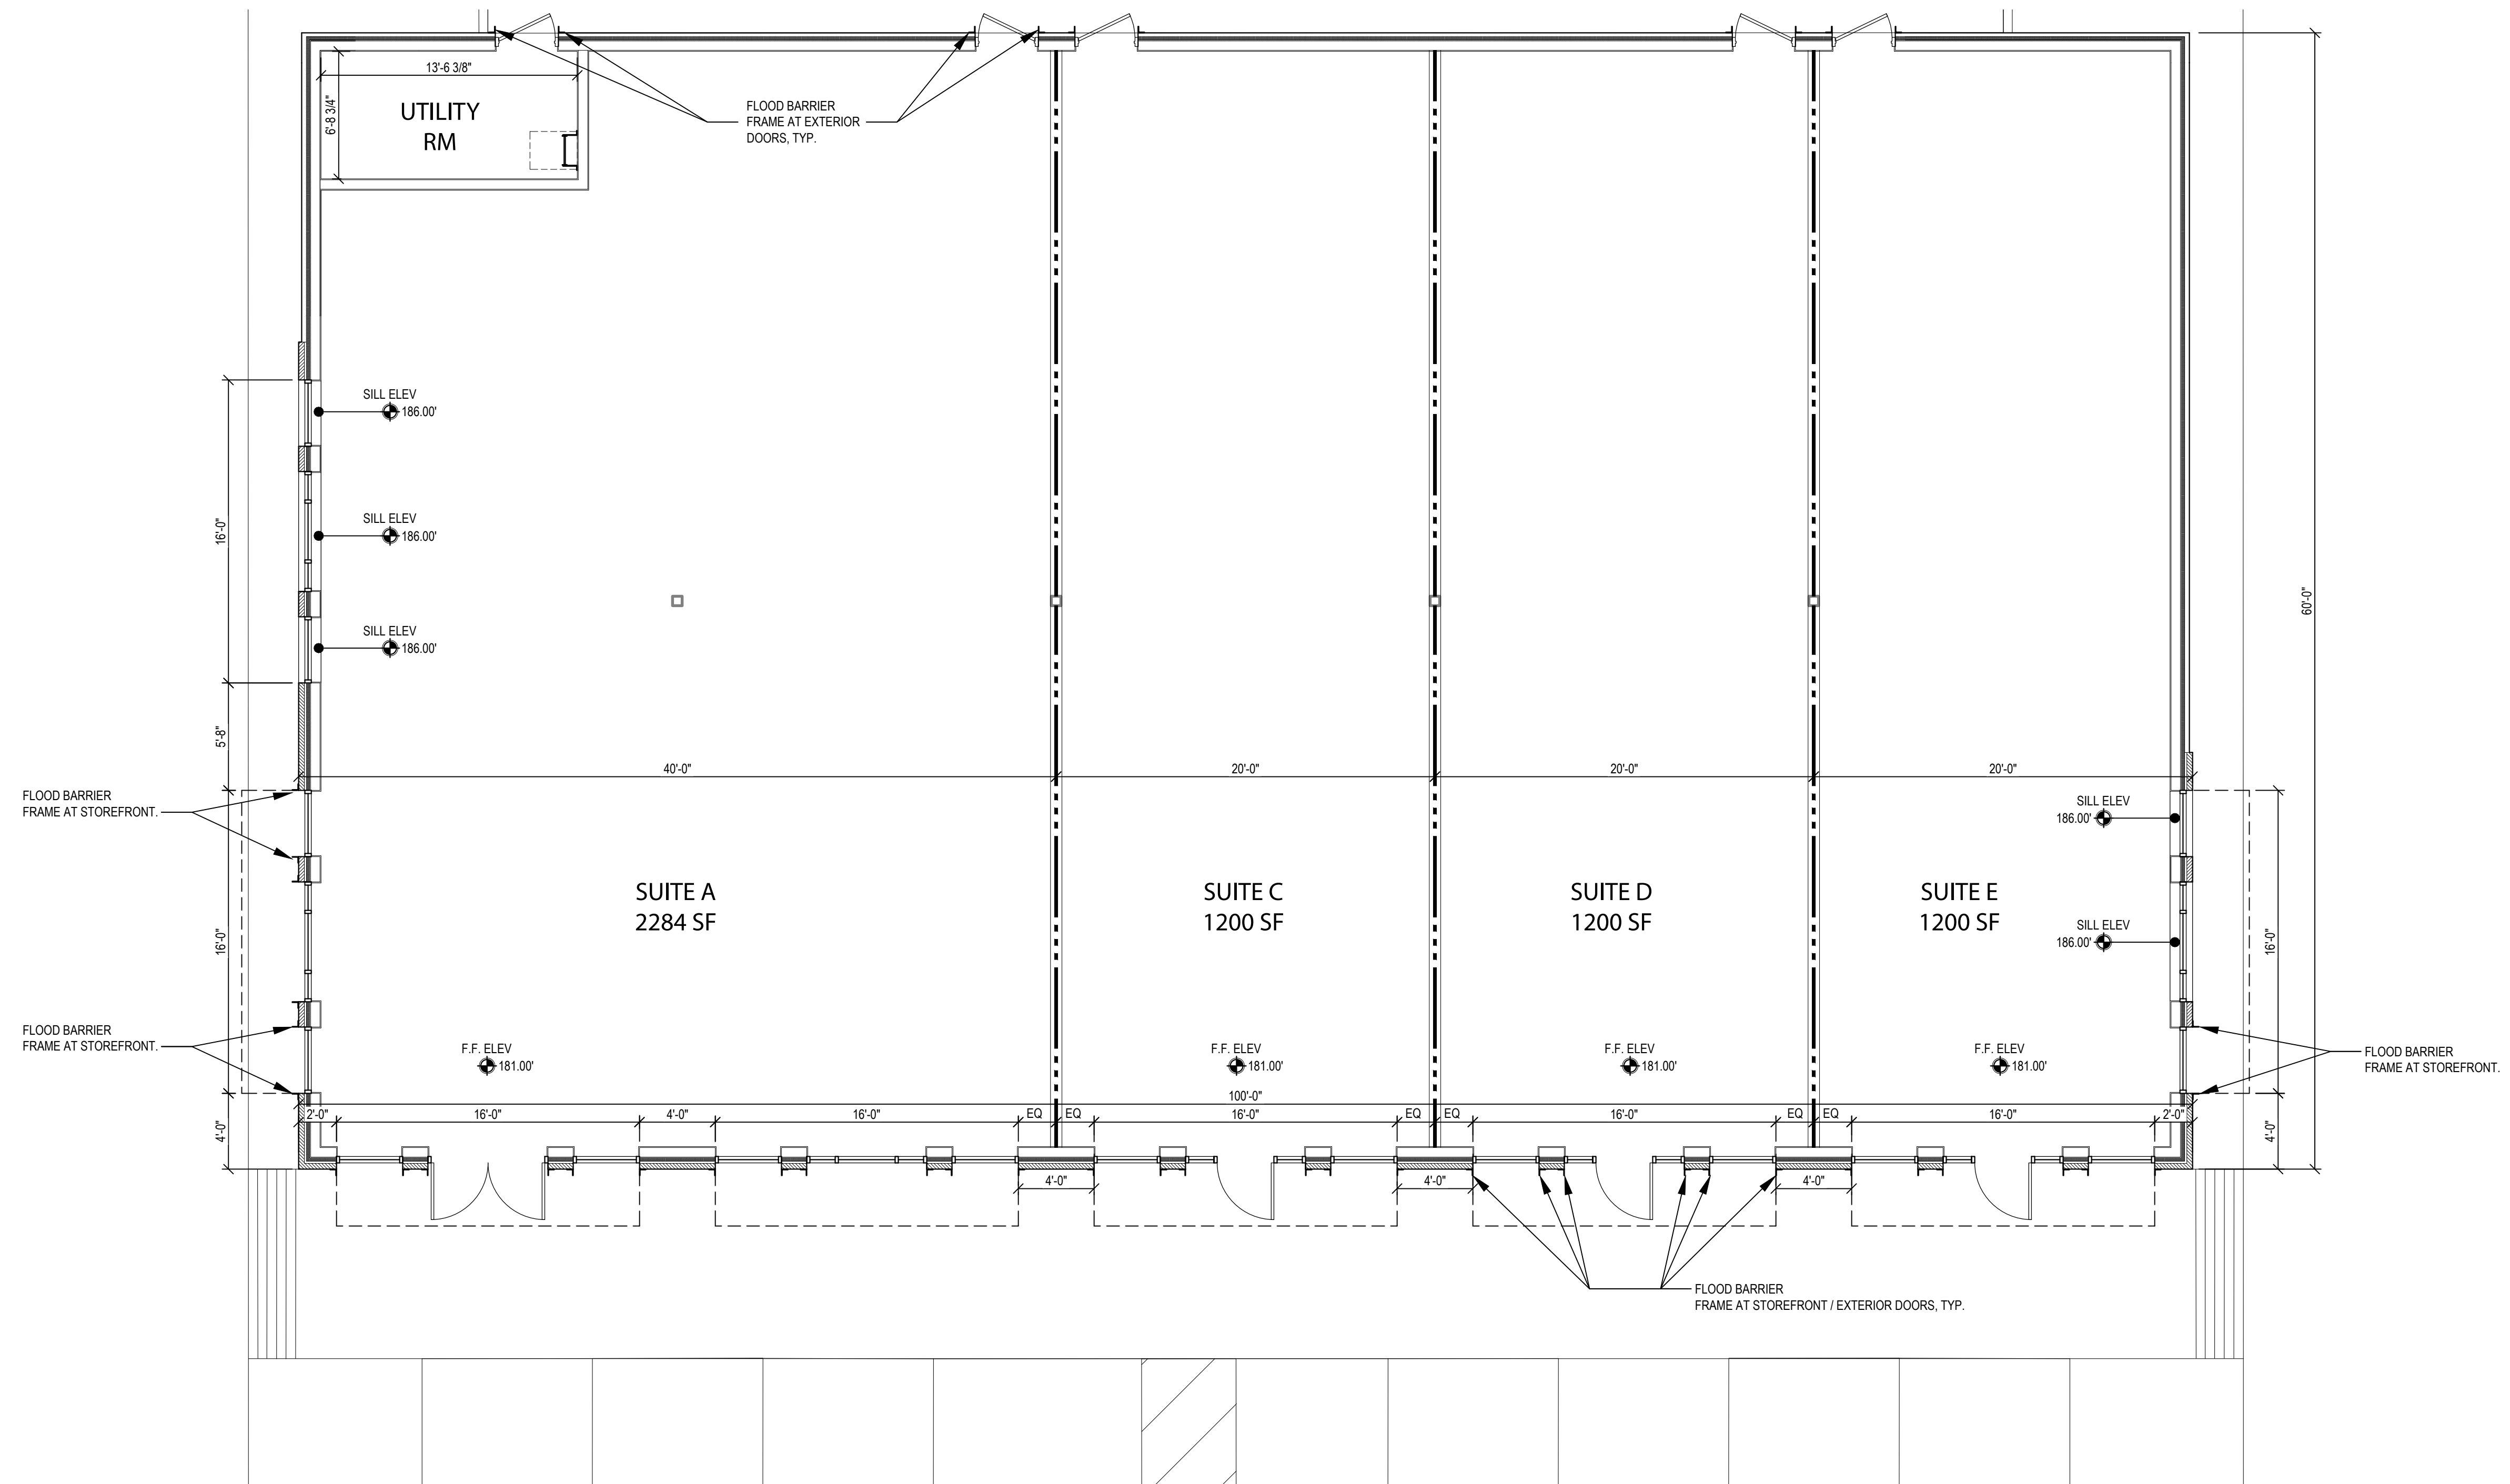 13'-6 3/8"
6'-8 3/4"
UTILITY
RM
FLOOD BARRIER
FRAME AT EXTERIOR
DOORS, TYP.
SILL ELEV
186.00'
SILL ELEV
186.00'
SILL ELEV
186.00'
16'-0"
5'-8"
16'-0"
4'-0"
60'-0"
40'-0"
20'-0"
20'-0"
20'-0"
FLOOD BARRIER
FRAME AT STOREFRONT.
SILL ELEV
186.00'
SUITE A
2284 SF
SUITE C
1200 SF
SUITE D
1200 SF
SUITE E
1200 SF
SILL ELEV
186.00'
16'-0"
4'-0"
FLOOD BARRIER
FRAME AT STOREFRONT.
FLOOD BARRIER
FRAME AT STOREFRONT.
F.F. ELEV
181.00'
F.F. ELEV
181.00'
F.F. ELEV
181.00'
F.F. ELEV
181.00'
100'-0"
2'-0"
16'-0"
4'-0"
16'-0"
EQ
EQ
16'-0"
EQ
EQ
16'-0"
EQ
EQ
16'-0"
2'-0"
4'-0"
4'-0"
4'-0"
FLOOD BARRIER
FRAME AT STOREFRONT / EXTERIOR DOORS, TYP.